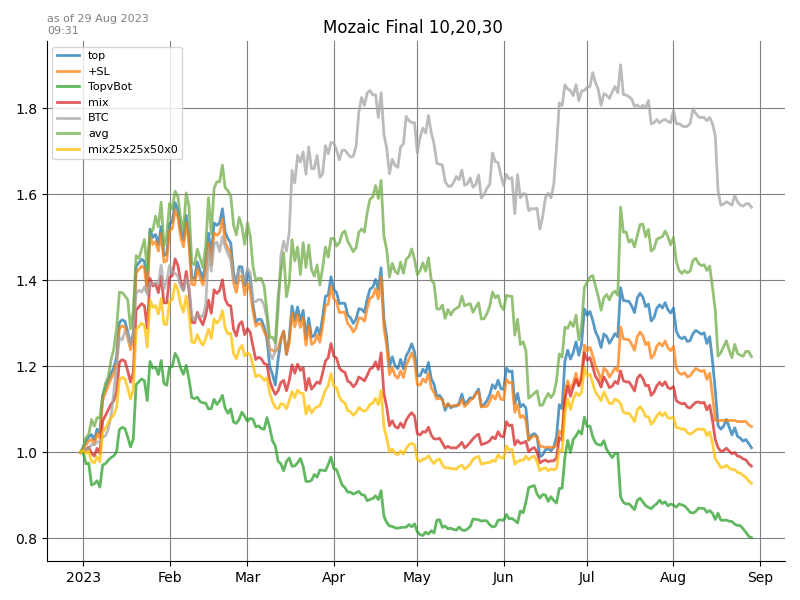 as of 29 Aug 2023
09:31
Mozaic Final 10,20,30
top
+SL
TopvBot
mix
BTC
avg
mix25x25x50x0
1.8
1.6
1.4
1.2
1.0
0.8
2023 Feb Mar Apr May Jun Jul Aug Sep